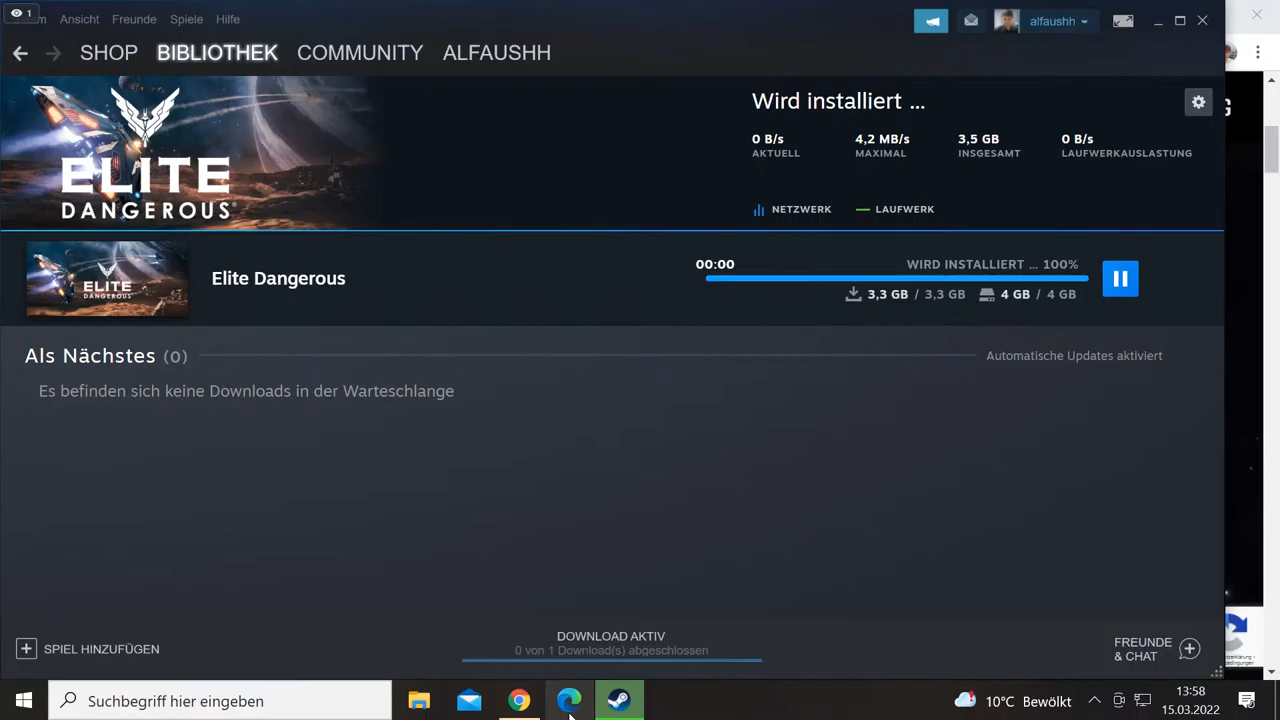 1
m Ansicht Freunde Spiele Hilfe
alfaushh
SHOP BIBLIOTHEK COMMUNITY ALFAUSHH
ELITE
DANGEROUS
Wird installiert ...
0 B/s 4,2 MB/s 3,5 GB 0 B/s
AKTUELL MAXIMAL INSGESAMT LAUFWERKAUSLASTUNG
NETZWERK LAUFWERK
ELITE
DANGEROUS
Elite Dangerous
00:00 WIRD INSTALLIERT ... 100%
3,3 GB / 3,3 GB 4 GB / 4 GB
Als Nächstes (0) Automatische Updates aktiviert
Es befinden sich keine Downloads in der Warteschlange
SPIEL HINZUFÜGEN
DOWNLOAD AKTIV
0 von 1 Download(s) abgeschlossen
FREUNDE
& CHAT
Suchbegriff hier eingeben
10°C Bewölkt
13:58
15.03.2022